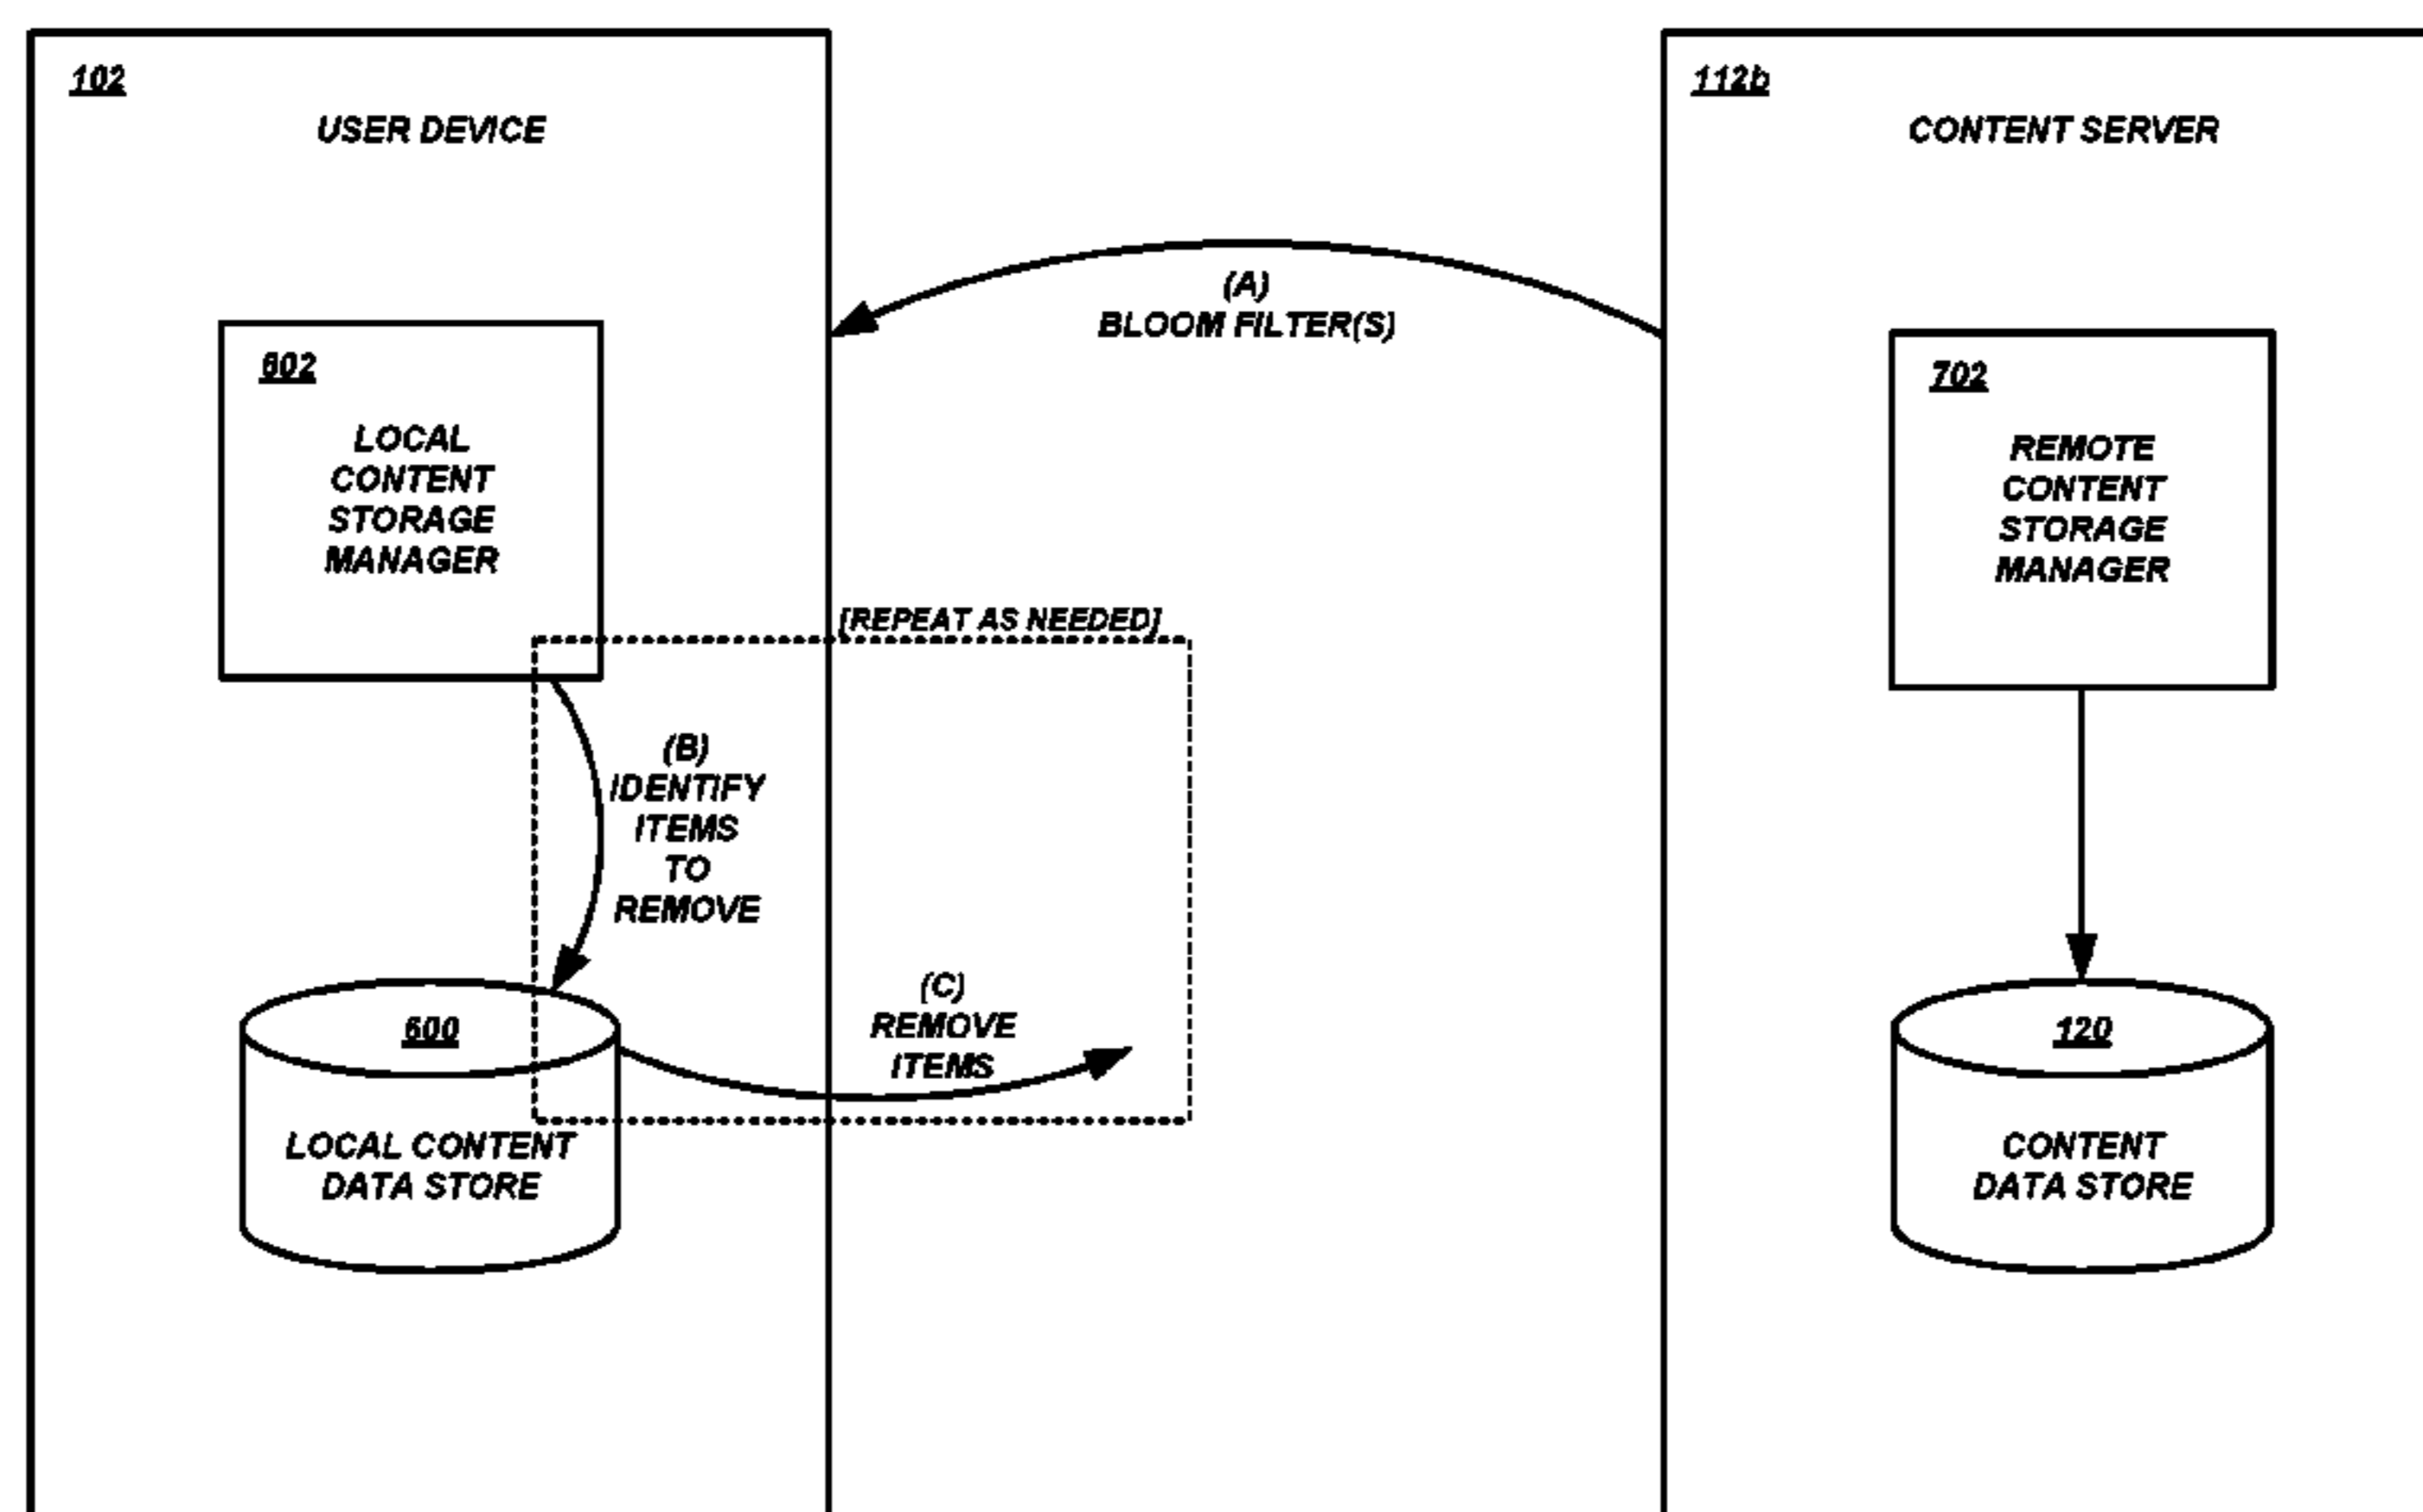 102
USER DEVICE
112b
CONTENT SERVER
(A)
BLOOM FILTER(S)
602
LOCAL
CONTENT
STORAGE
MANAGER
702
REMOTE
CONTENT
STORAGE
MANAGER
[REPEAT AS NEEDED]
(B)
IDENTIFY
ITEMS
TO
REMOVE
(C)
REMOVE
ITEMS
600
LOCAL CONTENT
DATA STORE
120
CONTENT
DATA STORE